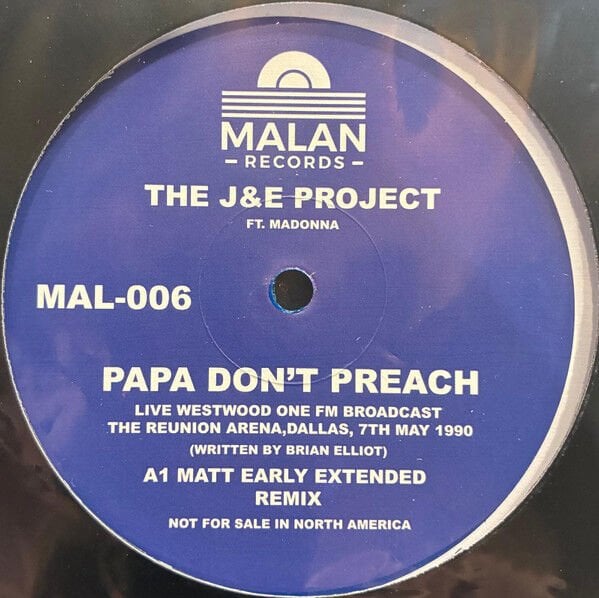 MALAN
- RECORDS -
THE J&E PROJECT
FT. MADONNA
MAL-006
PAPA DON'T PREACH
LIVE WESTWOOD ONE FM BROADCAST
THE REUNION ARENA,DALLAS, 7TH MAY 1990
(WRITTEN BY BRIAN ELLIOT)
A1 MATT EARLY EXTENDED
REMIX
NOT FOR SALE IN NORTH AMERICA